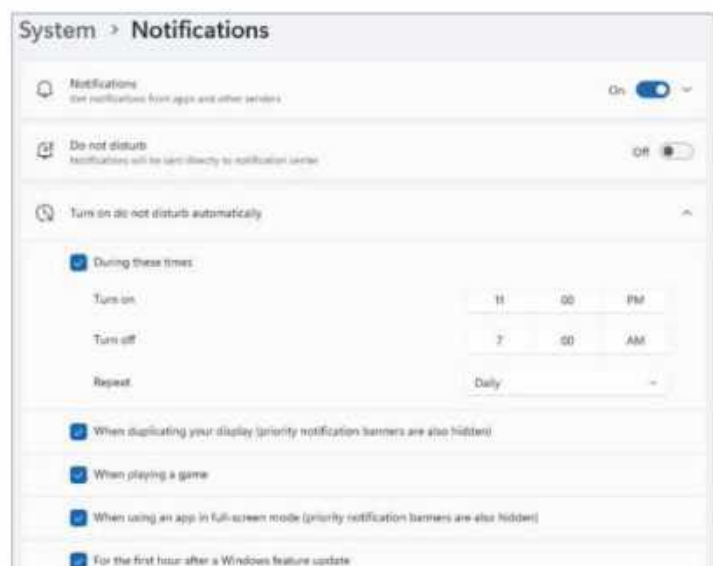 System > Notifications
Notifications
Get notifications from apps and other senders
On
Do not disturb
Notifications will be sent directly to notification center
Off
Turn on do not disturb automatically
During these times
Turn on 11 00 PM
Turn off 7 00 AM
Repeat Daily
When duplicating your display (priority notification banners are also hidden)
When playing a game
When using an app in full-screen mode (priority notification banners are also hidden)
For the first hour after a Windows feature update